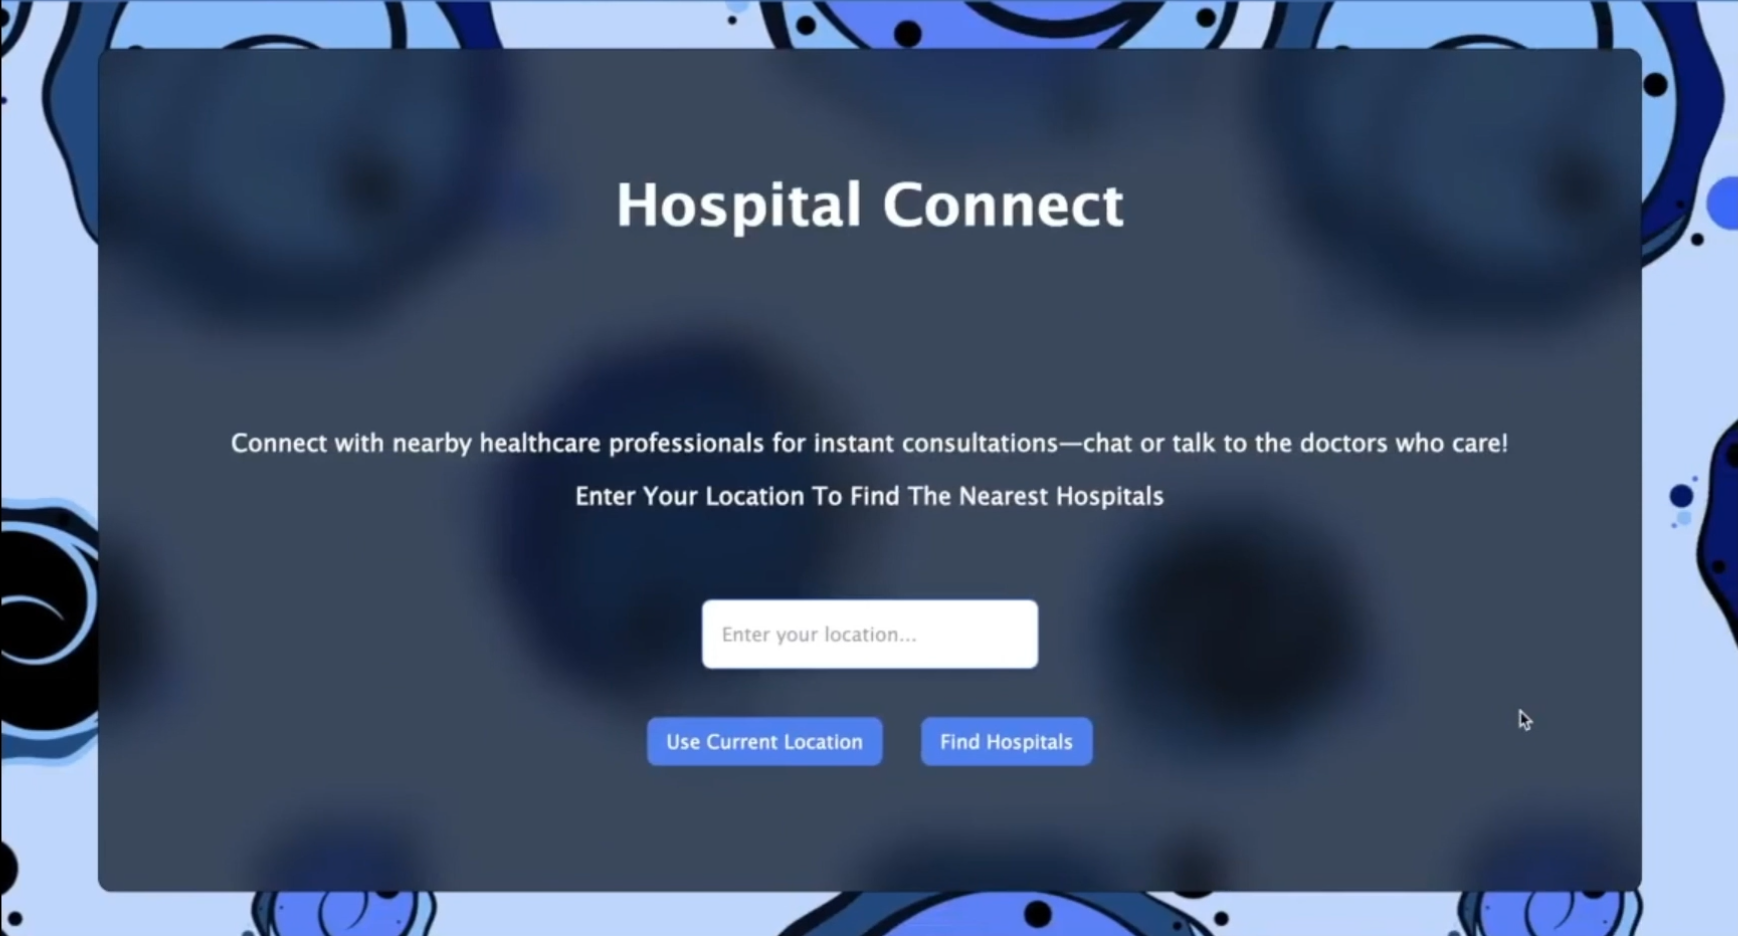 Hospital Connect
Connect with nearby healthcare professionals for instant consultations—chat or talk to the doctors who care!
Enter Your Location To Find The Nearest Hospitals
Enter your location...
Use Current Location
Find Hospitals